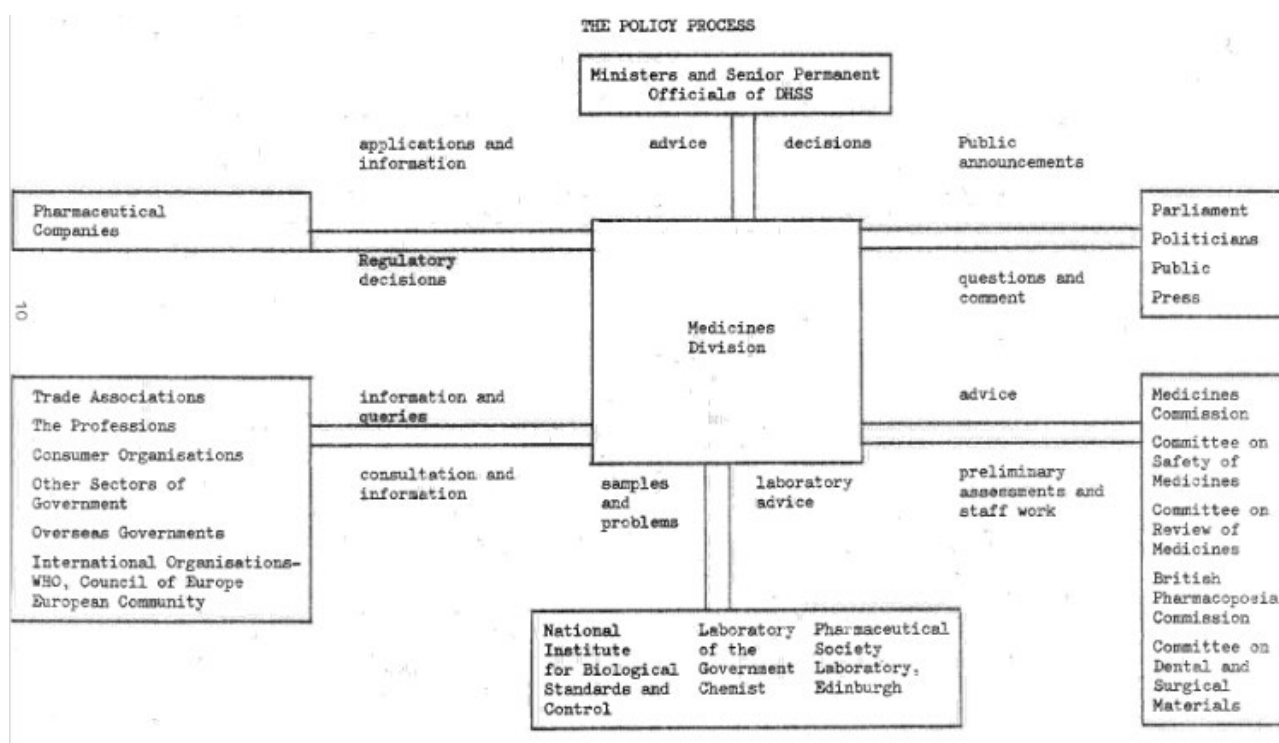 THE POLICY PROCESS
Ministers and Senior Permanent
Officials of DHSS
applications and
information
advice
decisions
Public
announcements
Pharmaceutical
Companies
Regulatory
decisions
Parliament
Politicians
Public
Press
questions and
comment
10
Medicines
Division
Trade Associations
The Professions
Consumer Organisations
Other Sectors of
Government
Overseas Governments
International Organisations-
WHO, Council of Europe
European Community
information and
queries
consultation and
information
samples
and
problems
laboratory
advice
advice
preliminary
assessments and
staff work
Medicines
Commission
Committee on
Safety of
Medicines
Committee on
Review of
Medicines
British
Pharmacopoeia
Commission
Committee on
Dental and
Surgical
Materials
National
Institute
for Biological
Standards and
Control
Laboratory
of the
Government
Chemist
Pharmaceutical
Society
Laboratory,
Edinburgh